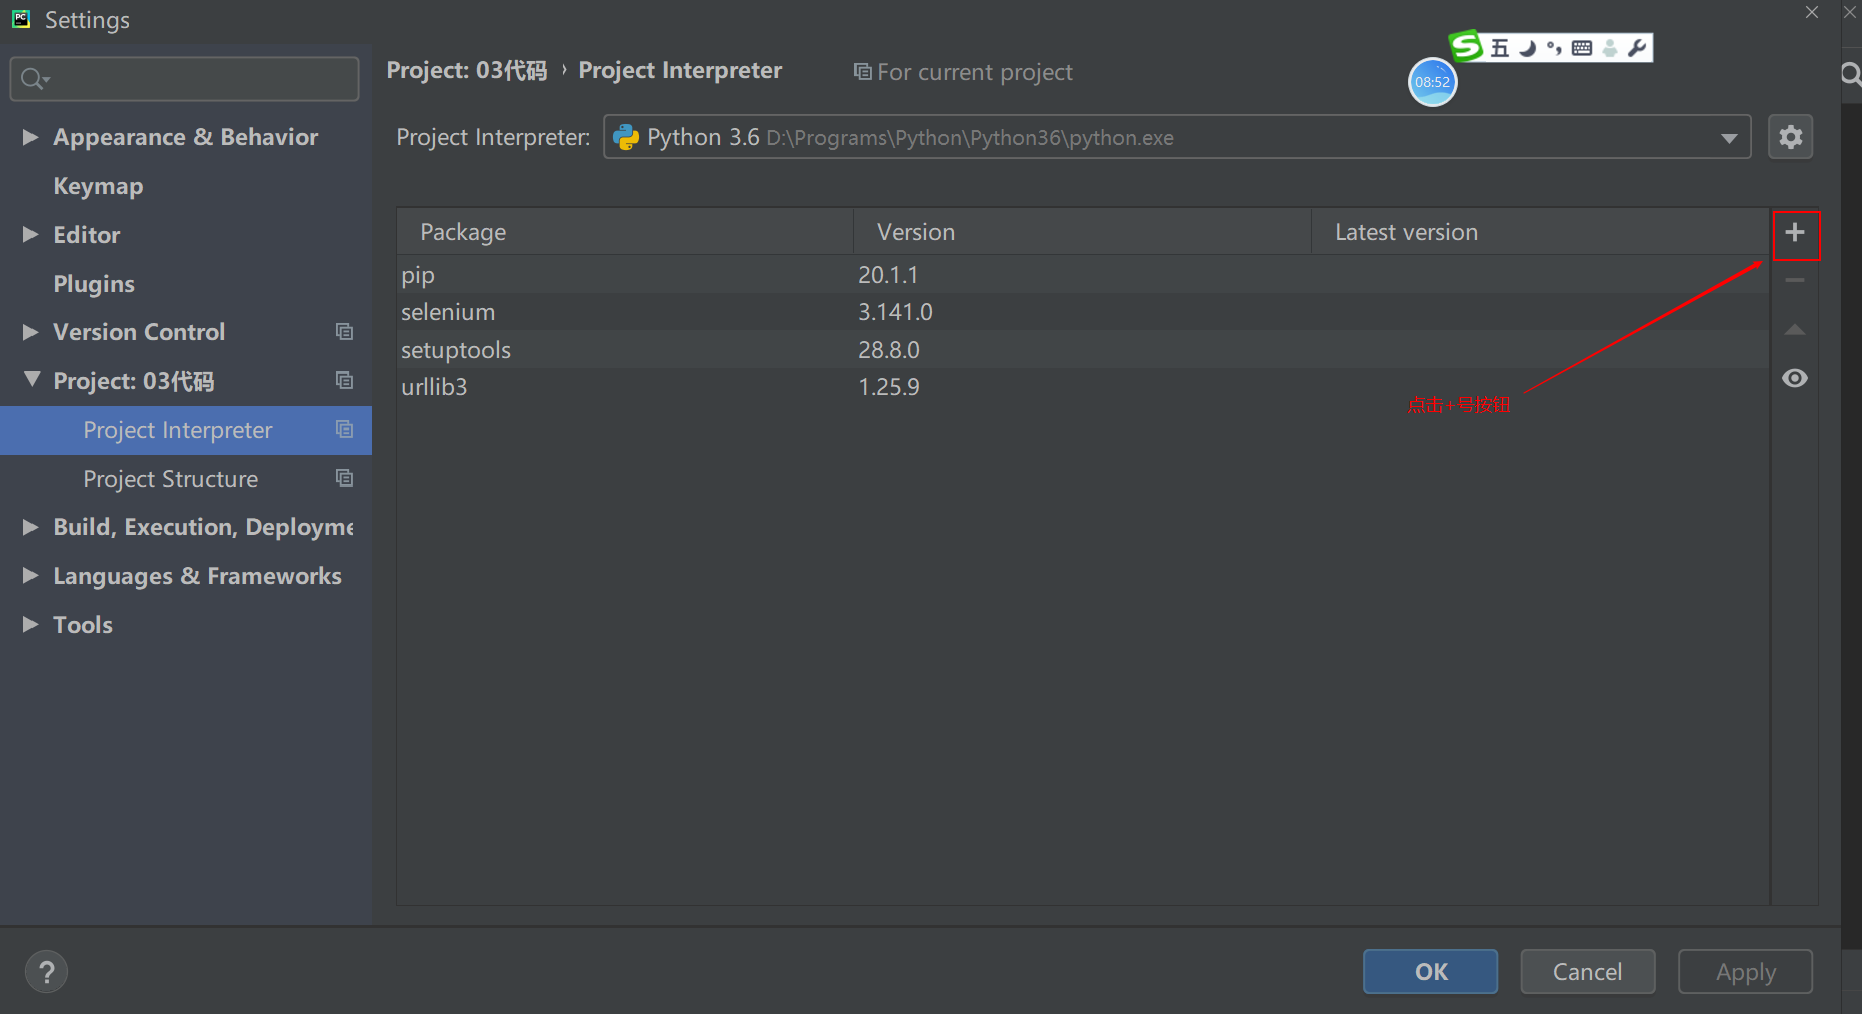 Settings
Project: 03代码 › Project Interpreter
For current project
五
08:52
Appearance & Behavior
Keymap
Editor
Plugins
Version Control
Project: 03代码
Project Interpreter
Project Structure
Build, Execution, Deployme
Languages & Frameworks
Tools
Project Interpreter: Python 3.6 D:\Programs\Python\Python36\python.exe
Package Version Latest version
pip 20.1.1
selenium 3.141.0
setuptools 28.8.0
urllib3 1.25.9
点击+号按钮
? OK Cancel Apply